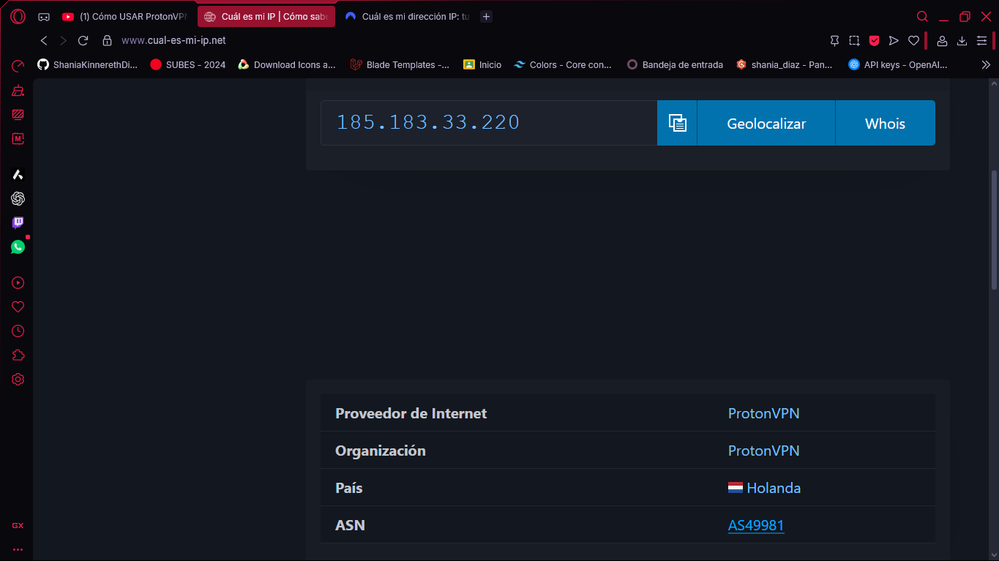 (1) Cómo USAR ProtonVPN
Cuál es mi IP | Cómo sabe
Cuál es mi dirección IP: tu
www.cual-es-mi-ip.net
ShaniaKinnerethDi...
SUBES - 2024
Download Icons a...
Blade Templates -...
Inicio
Colors - Core con...
Bandeja de entrada
shania_diaz - Pan...
API keys - OpenAI...
185.183.33.220
Geolocalizar
Whois
Proveedor de Internet ProtonVPN
Organización ProtonVPN
País Holanda
ASN AS49981
M
GX